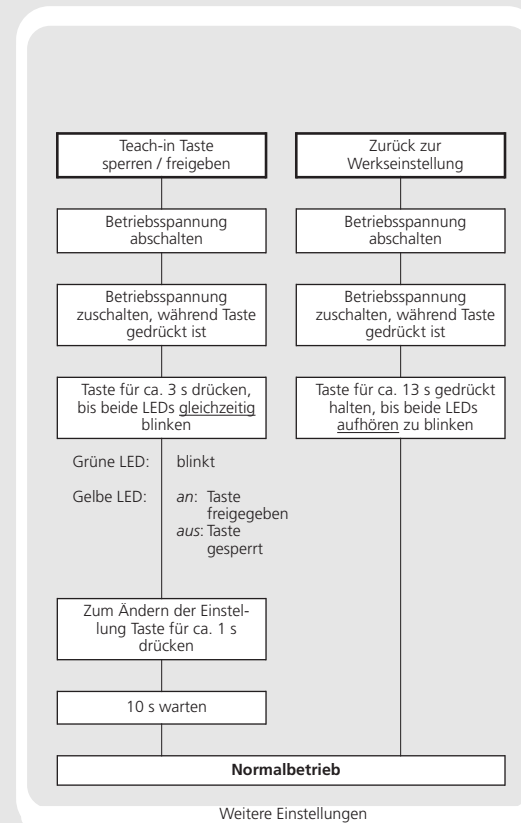 Teach-in Taste
sperren / freigeben
Betriebsspannung
abschalten
Betriebsspannung
zuschalten, während Taste
gedrückt ist
Taste für ca. 3 s drücken,
bis beide LEDs gleichzeitig
blinken
Grüne LED: blinkt
Gelbe LED: an: Taste
freigegeben
aus: Taste
gesperrt
Zum Ändern der Einstel-
lung Taste für ca. 1 s
drücken
10 s warten
Zurück zur
Werkseinstellung
Betriebsspannung
abschalten
Betriebsspannung
zuschalten, während Taste
gedrückt ist
Taste für ca. 13 s gedrückt
halten, bis beide LEDs
aufhören zu blinken
Normalbetrieb
Weitere Einstellungen